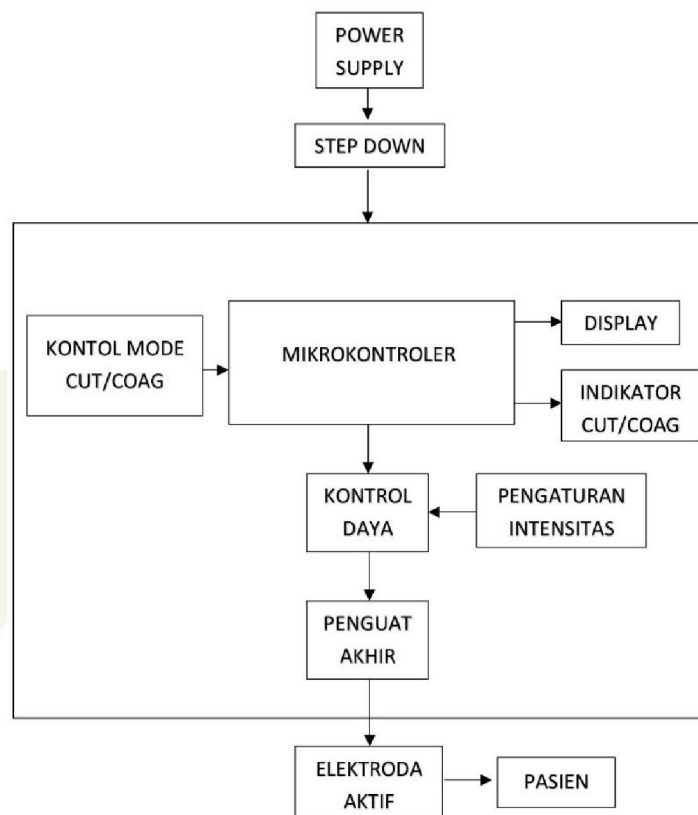 POWER
SUPPLY
STEP DOWN
KONTOL MODE
CUT/COAG
MIKROKONTROLER
DISPLAY
INDIKATOR
CUT/COAG
KONTROL
DAYA
PENGATURAN
INTENSITAS
PENGUAT
AKHIR
ELEKTRODA
AKTIF
PASIEN